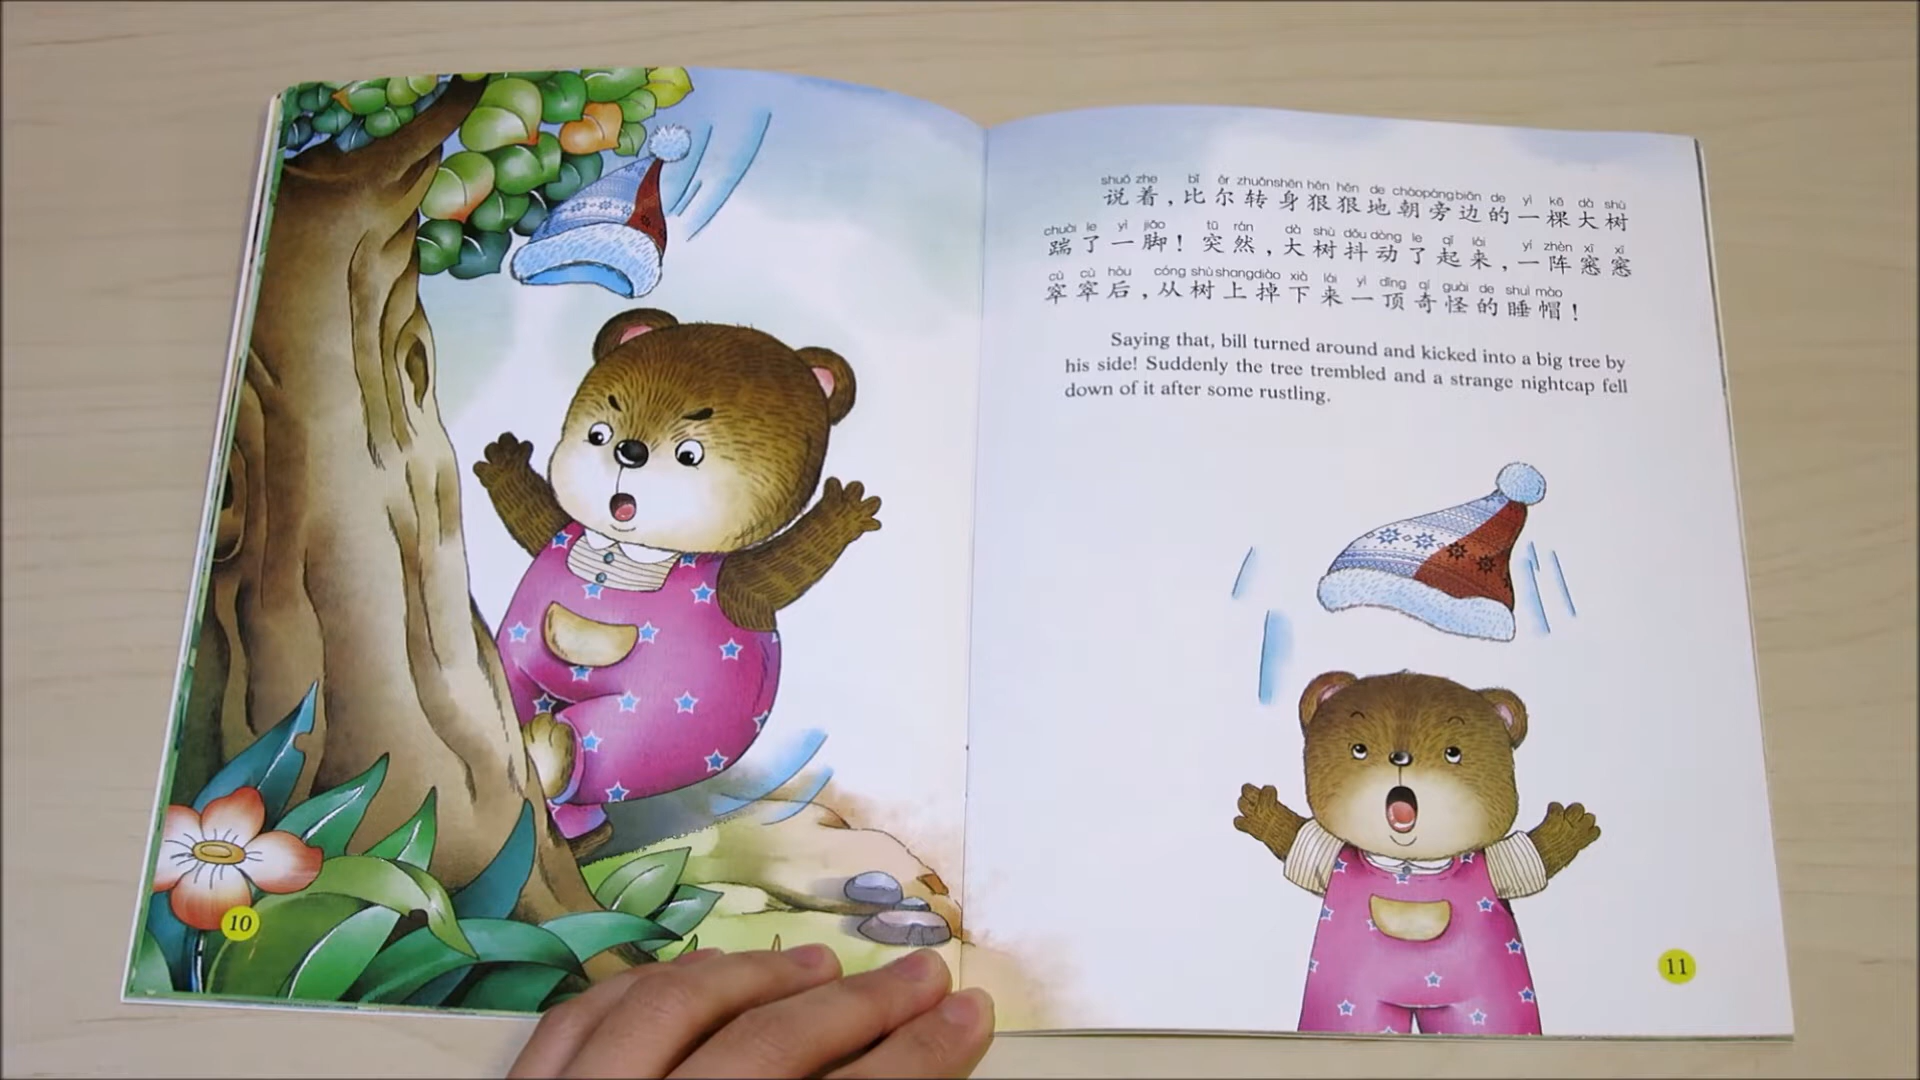 shuō zhe bǐ ěr zhuǎnshēn hěn hěn de cháopángbiān de yì kē dà shù
说着，比尔转身狠狠地朝旁边的一棵大树
chuài le yì jiǎo tū rán dà shù dǒu dòng le qǐ lái yí zhèn xī xī
踹了一脚！突然，大树抖动了起来，一阵窸窸
cù cù hòu cóng shù shangdiào xià lái yì dǐng qí guài de shuì mào
窣窣后，从树上掉下来一顶奇怪的睡帽！
Saying that, bill turned around and kicked into a big tree by
his side! Suddenly the tree trembled and a strange nightcap fell
down of it after some rustling.
10
11